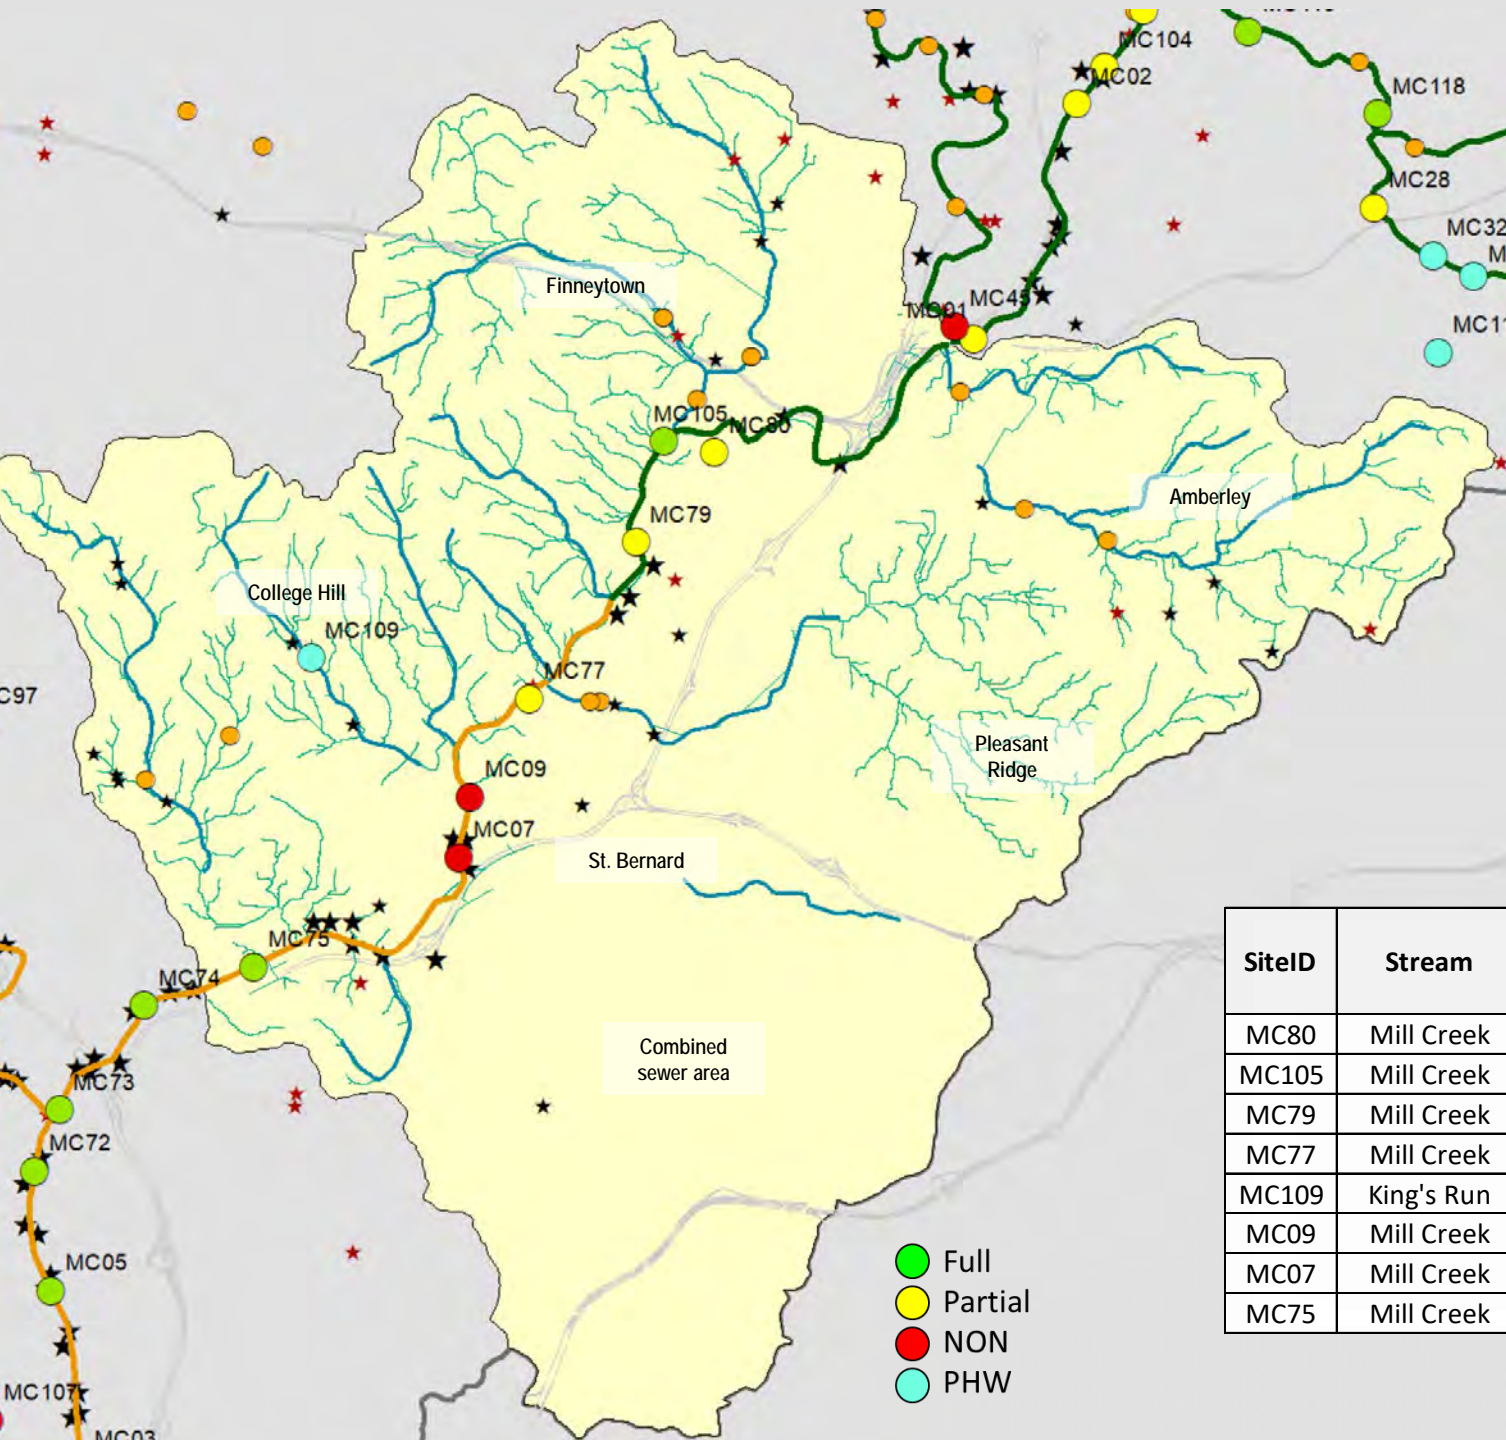 MC104
MC02
MC118
MC28
MC32
Finneytown
MC01
MC45
MC105
MC80
Amberley
MC79
College Hill
MC109
MC77
C97
Pleasant
Ridge
MC09
MC07
St. Bernard
MC75
MC74
Combined
sewer area
MC73
MC72
MC05
MC107
MC03
SiteID Stream
MC80 Mill Creek
MC105 Mill Creek
MC79 Mill Creek
MC77 Mill Creek
MC109 King's Run
MC09 Mill Creek
MC07 Mill Creek
MC75 Mill Creek
Full
Partial
NON
PHW